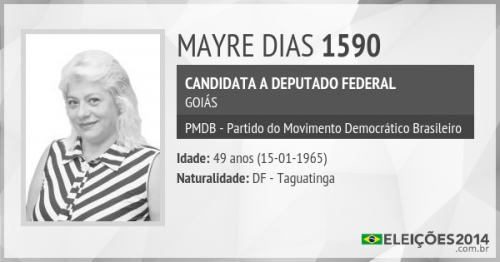 MAYRE DIAS 1590
CANDIDATA A DEPUTADO FEDERAL
GOIÁS
PMDB - Partido do Movimento Democrático Brasileiro
Idade: 49 anos (15-01-1965)
Naturalidade: DF - Taguatinga
ELEIÇÕES2014
.com.br